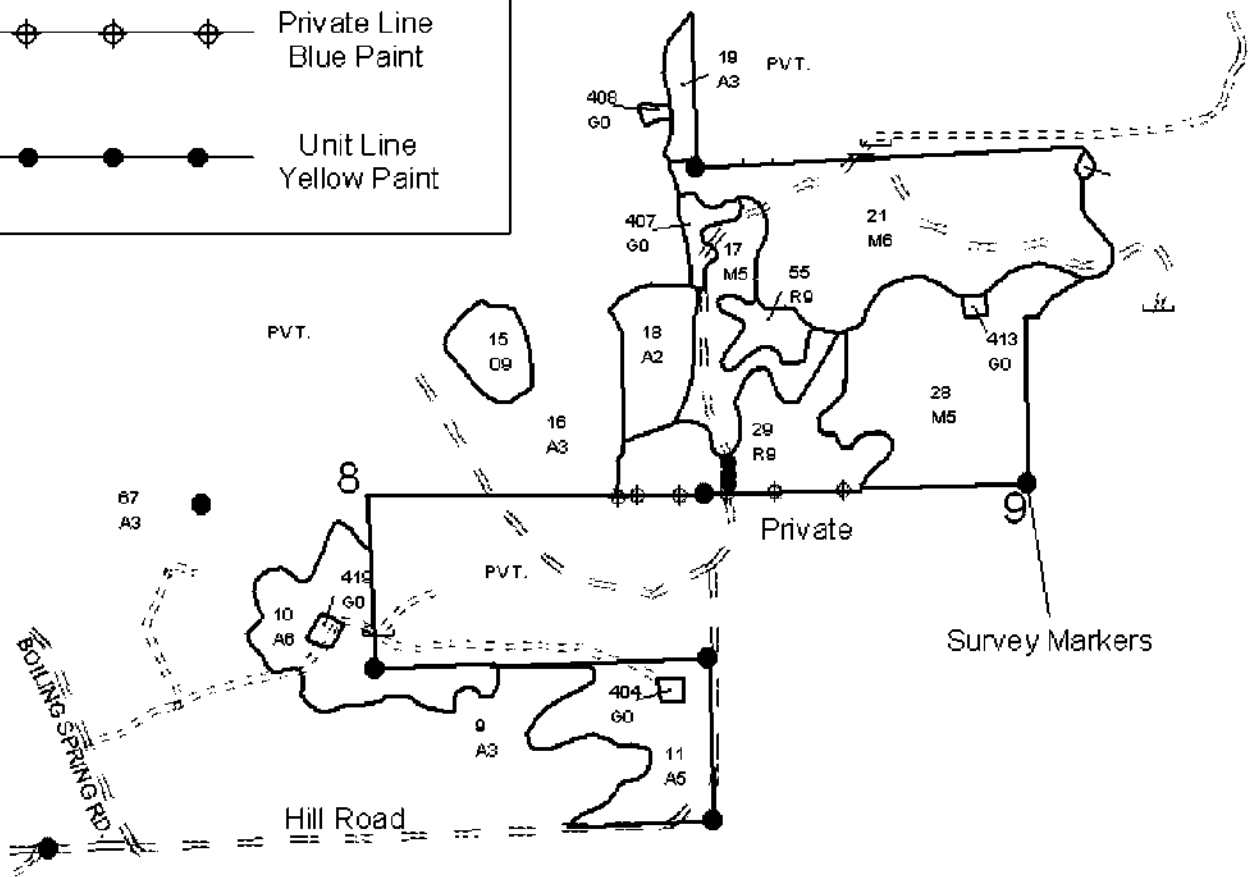 Private Line
Blue Paint
Unit Line
Yellow Paint
19
A3
PVT.
408
G0
407
G0
21
M6
17
M5
55
R9
PVT.
15
O9
18
A2
413
G0
16
A3
28
M5
29
R9
8
67
A3
9
Private
PVT.
419
G0
10
A6
Survey Markers
BOILING SPRING RD.
404
G0
9
A3
11
A5
Hill Road